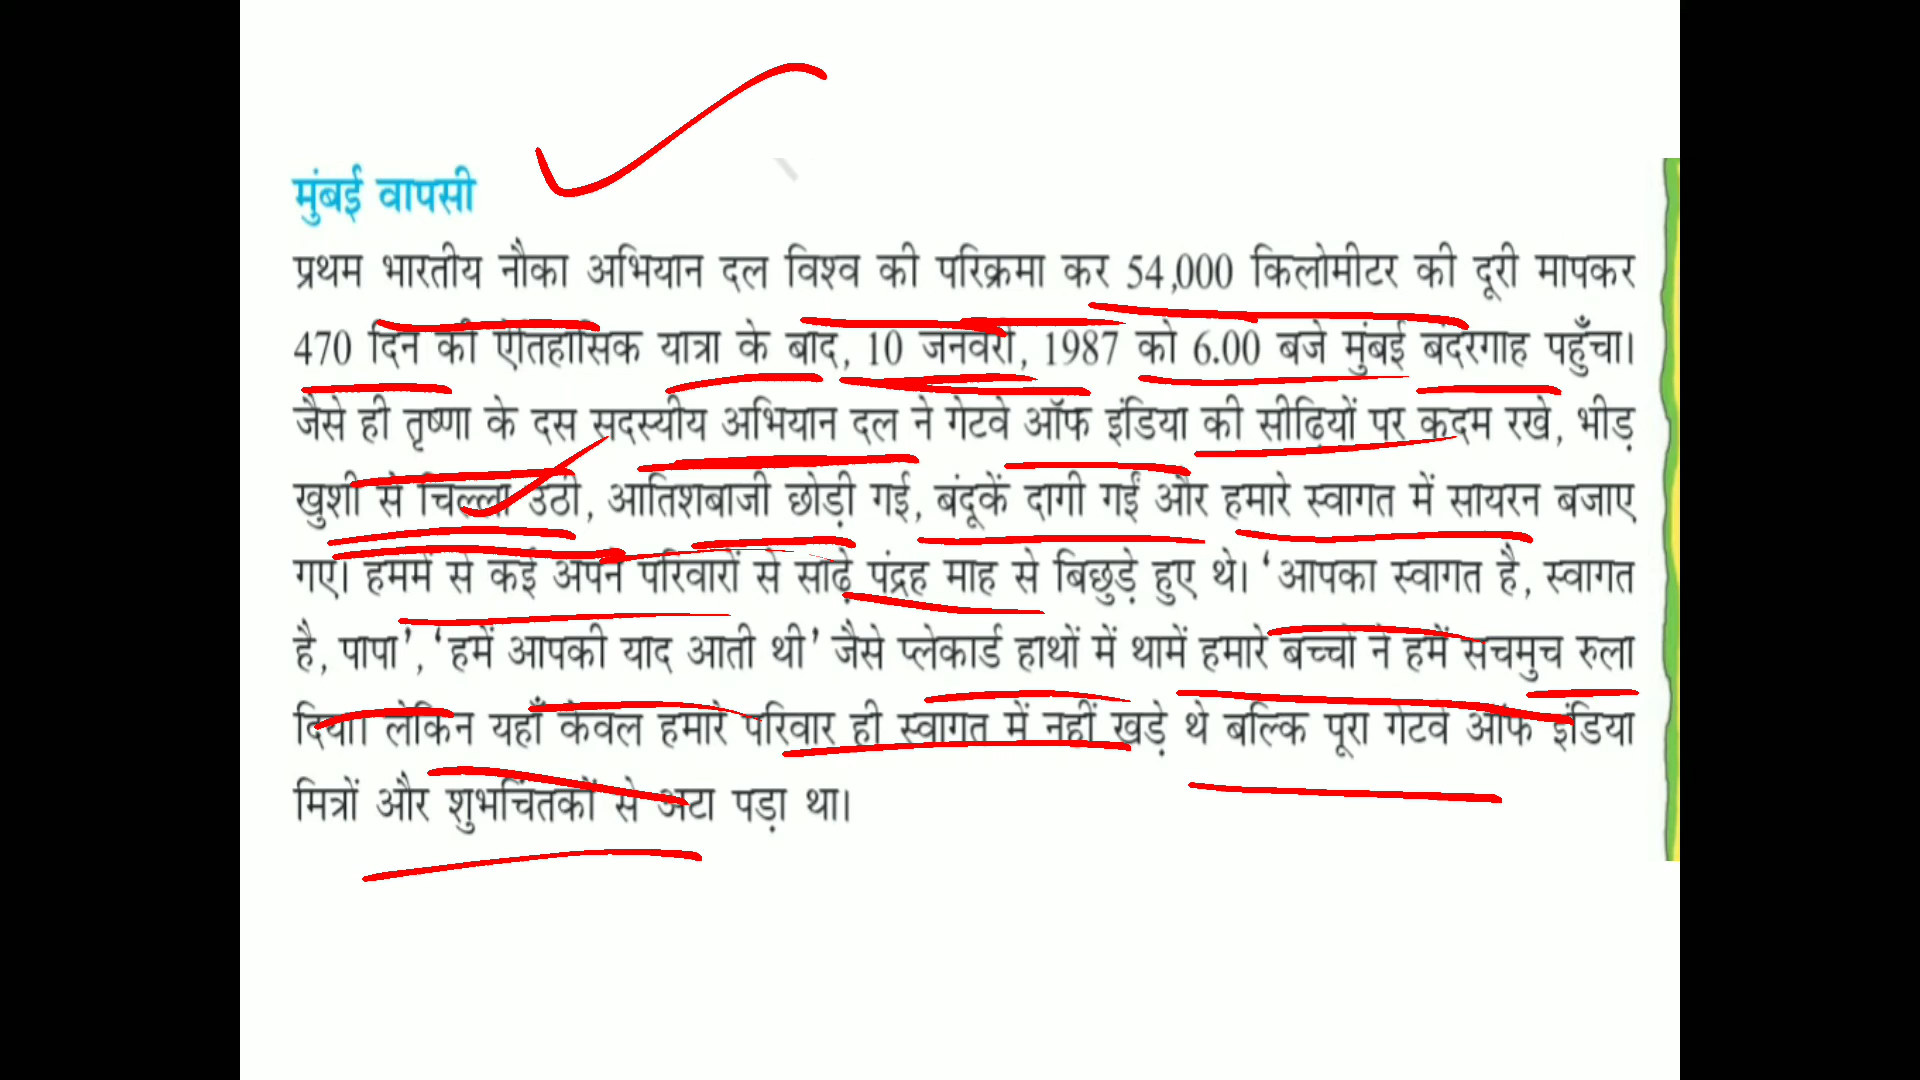 मुंबई वापसी
प्रथम भारतीय नौका अभियान दल विश्व की परिक्रमा कर 54,000 किलोमीटर की दूरी मापकर
470 दिन की ऐतिहासिक यात्रा के बाद, 10 जनवरी, 1987 को 6.00 बजे मुंबई बंदरगाह पहुँचा।
जैसे ही तृष्णा के दस सदस्यीय अभियान दल ने गेटवे ऑफ इंडिया की सीढ़ियों पर कदम रखे, भीड़
खुशी से चिल्ला उठी, आतिशबाजी छोड़ी गई, बंदूकें दागी गईं और हमारे स्वागत में सायरन बजाए
गए। हममें से कई अपने परिवारों से साढ़े पंद्रह माह से बिछुड़े हुए थे। ‘आपका स्वागत है, स्वागत
है, पापा’, ‘हमें आपकी याद आती थी’ जैसे प्लेकार्ड हाथों में थामें हमारे बच्चों ने हमें सचमुच रुला
दिया। लेकिन यहाँ केवल हमारे परिवार ही स्वागत में नहीं खड़े थे बल्कि पूरा गेटवे ऑफ इंडिया
मित्रों और शुभचिंतकों से अटा पड़ा था।